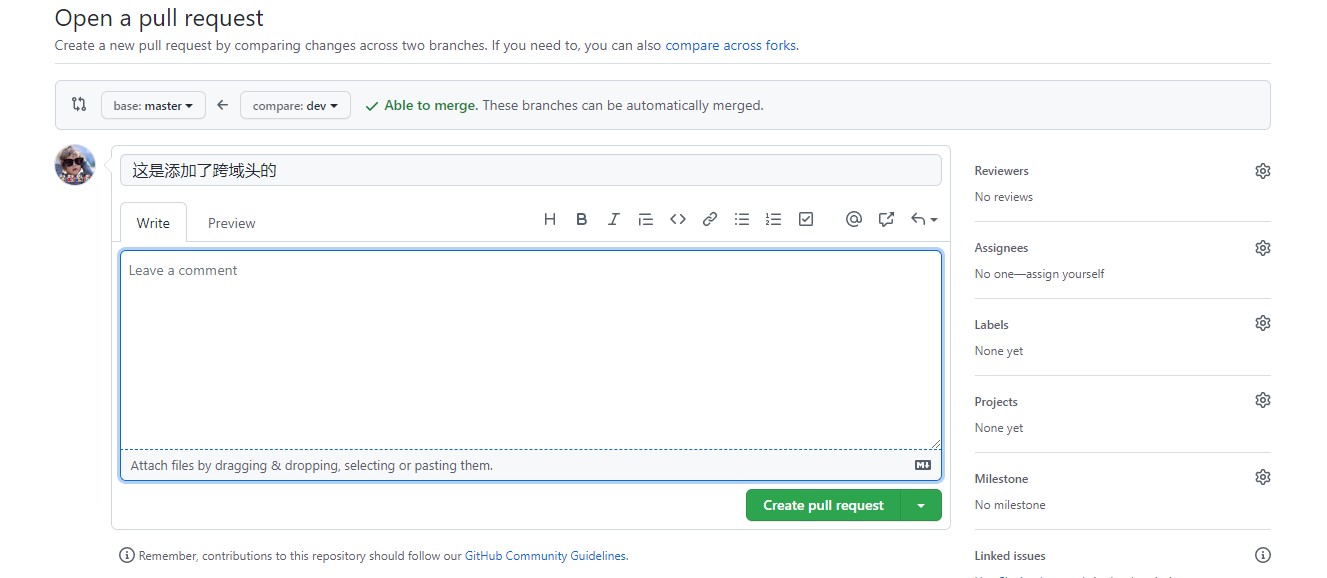 Open a pull request
Create a new pull request by comparing changes across two branches. If you need to, you can also compare across forks.
base: master
compare: dev
Able to merge. These branches can be automatically merged.
这是添加了跨域头的
Write
Preview
Leave a comment
Attach files by dragging & dropping, selecting or pasting them.
Create pull request
Remember, contributions to this repository should follow our GitHub Community Guidelines.
Reviewers
No reviews
Assignees
No one—assign yourself
Labels
None yet
Projects
None yet
Milestone
No milestone
Linked issues